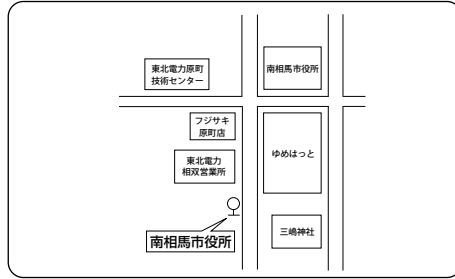 東北電力原町
技術センター
南相馬市役所
フジサキ
原町店
東北電力
相双営業所
ゆめはっと
南相馬市役所
三嶋神社